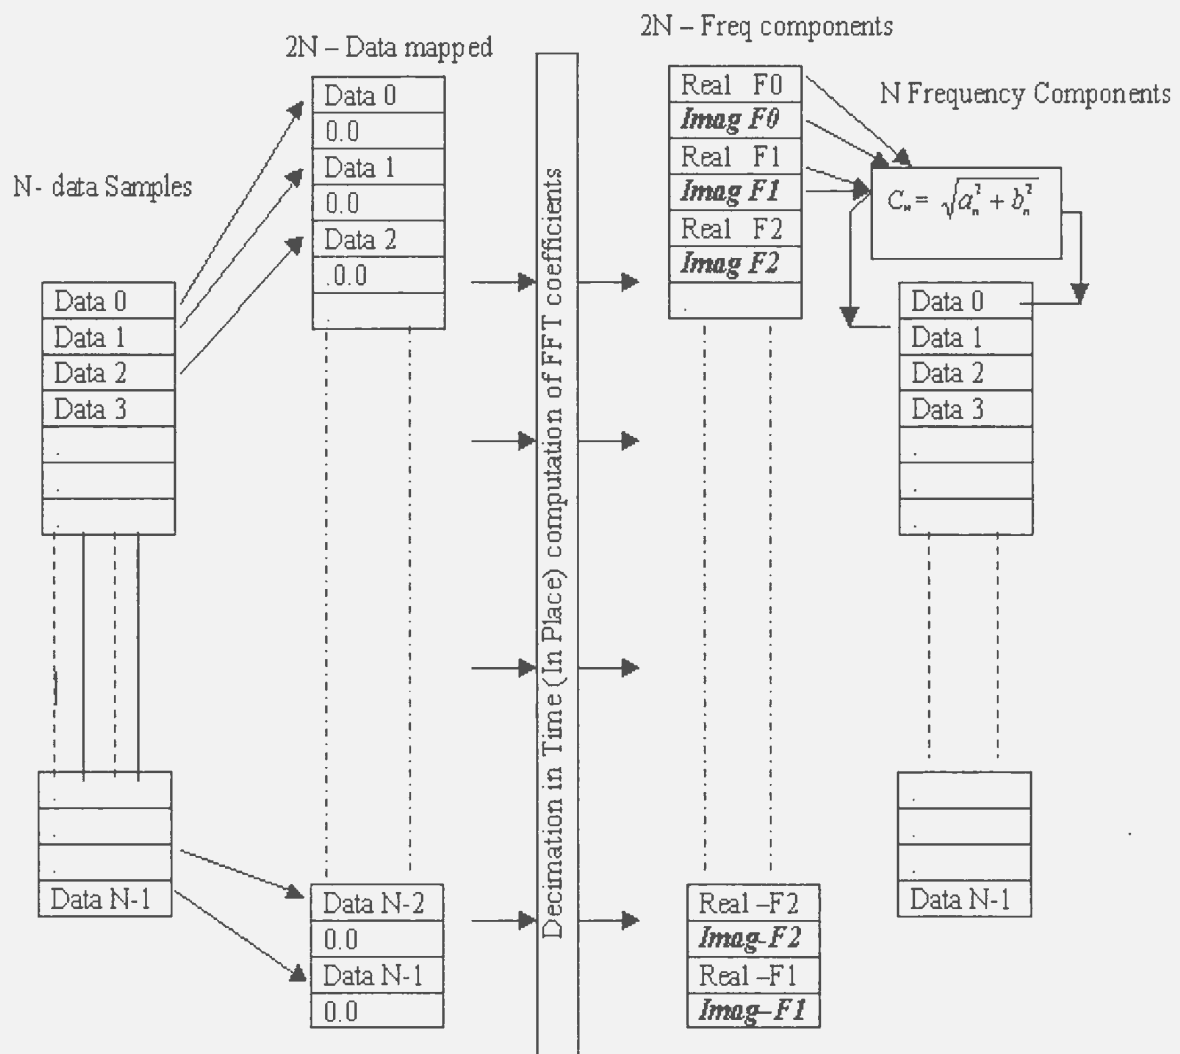 2N – Data mapped
2N – Freq components
N Frequency Components
N- data Samples
Data 0
Data 1
Data 2
Data 3
.
.
.
.
.
.
Data N-1
Data 0
0.0
Data 1
0.0
Data 2
.0.0
.
Data N-2
0.0
Data N-1
0.0
Decimation in Time (In Place) computation of FFT coefficients
Real F0
Imag F0
Real F1
Imag F1
Real F2
Imag F2
.
Real –F2
Imag-F2
Real –F1
Imag–F1
Cₙ = √(aₙ² + bₙ²)
Data 0
Data 1
Data 2
Data 3
.
.
.
.
.
.
Data N-1